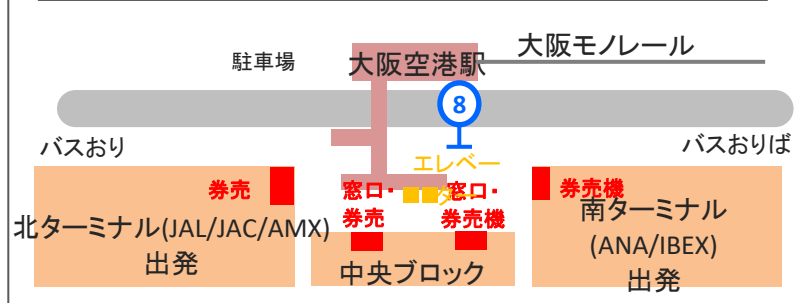 大阪モノレール
駐車場
大阪空港駅
8
バスおり
バスおりば
エレベー
ター
券売
窓口・
券売
窓口・
券売機
券売機
北ターミナル(JAL/JAC/AMX)
出発
中央ブロック
南ターミナル
(ANA/IBEX)
出発